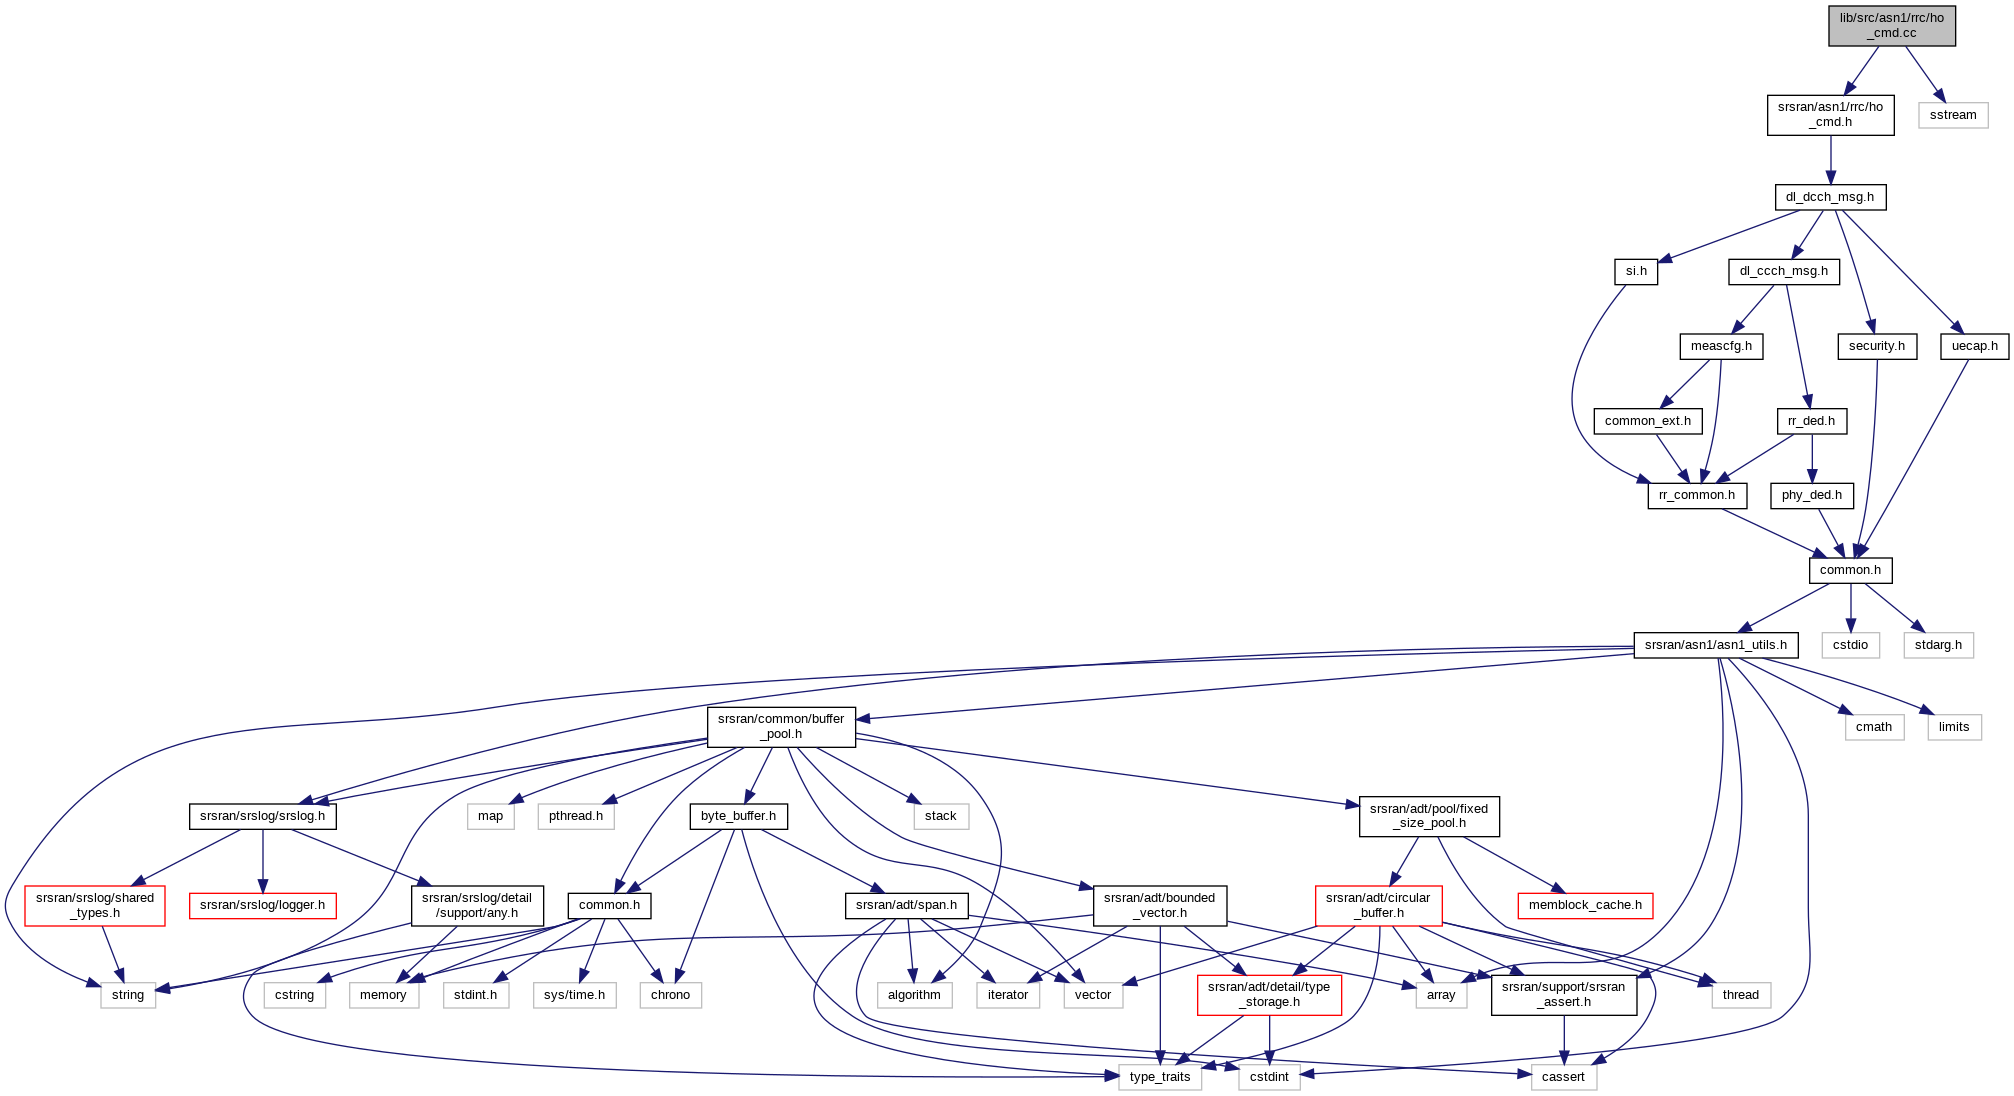 lib/src/asn1/rrc/ho
_cmd.cc
srsran/asn1/rrc/ho
_cmd.h
sstream
dl_dcch_msg.h
si.h
dl_ccch_msg.h
meascfg.h
security.h
uecap.h
common_ext.h
rr_ded.h
rr_common.h
phy_ded.h
common.h
srsran/asn1/asn1_utils.h
cstdio
stdarg.h
srsran/common/buffer
_pool.h
cmath
limits
srsran/srslog/srslog.h
map
pthread.h
byte_buffer.h
stack
srsran/adt/pool/fixed
_size_pool.h
srsran/srslog/shared
_types.h
srsran/srslog/logger.h
srsran/srslog/detail
/support/any.h
common.h
srsran/adt/span.h
srsran/adt/bounded
_vector.h
srsran/adt/circular
_buffer.h
memblock_cache.h
string
cstring
memory
stdint.h
sys/time.h
chrono
algorithm
iterator
vector
srsran/adt/detail/type
_storage.h
array
srsran/support/srsran
_assert.h
thread
type_traits
cstdint
cassert